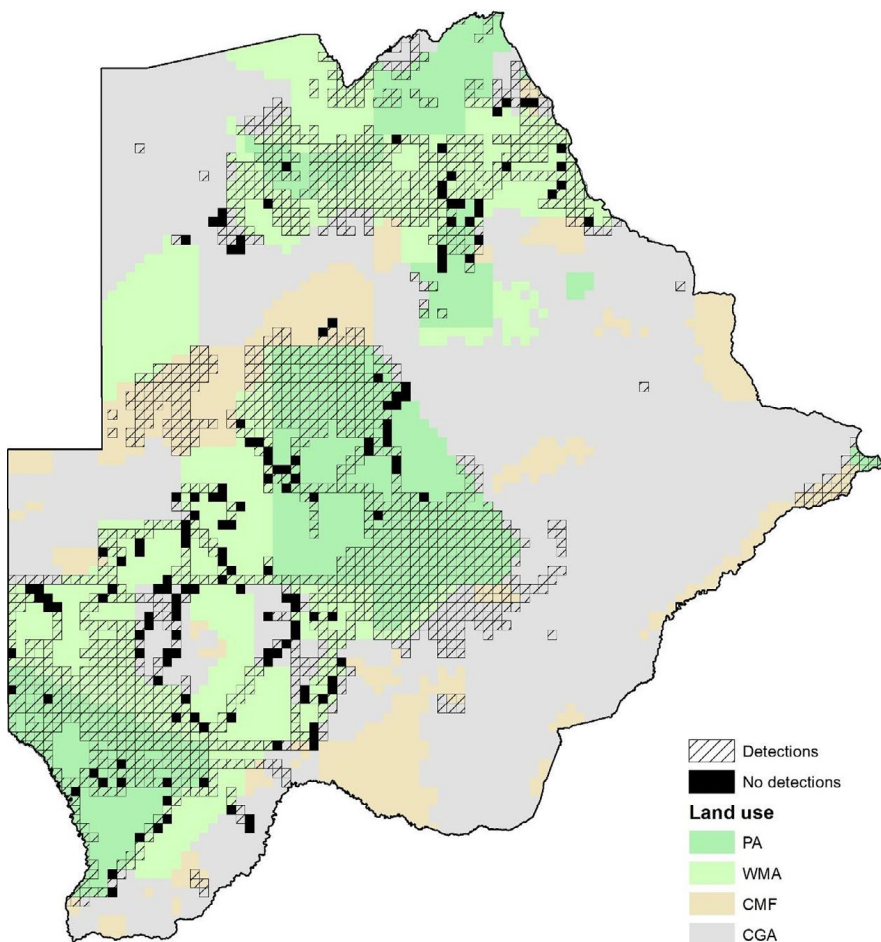 Detections
No detections
Land use
PA
WMA
CMF
CGA